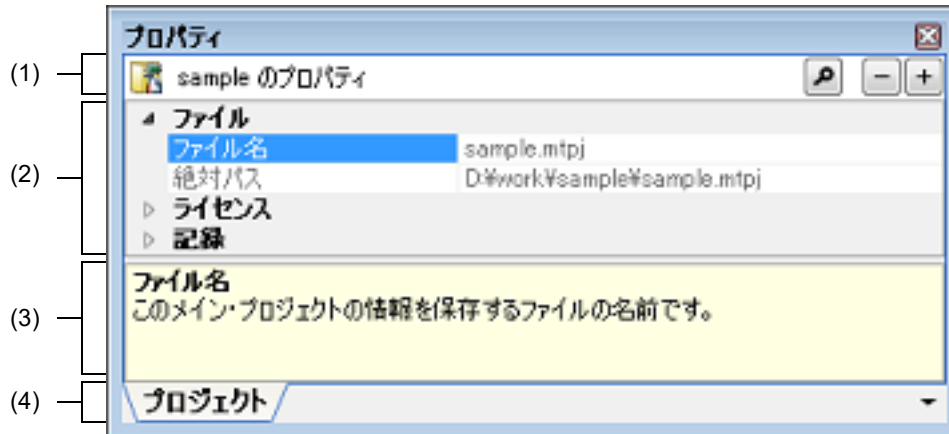 プロパティ
(1)
sample のプロパティ
(2)
ファイル
ファイル名 sample.mtpj
絶対パス D:¥work¥sample¥sample.mtpj
ライセンス
記録
(3)
ファイル名
このメイン・プロジェクトの情報を保存するファイルの名前です。
(4)
プロジェクト